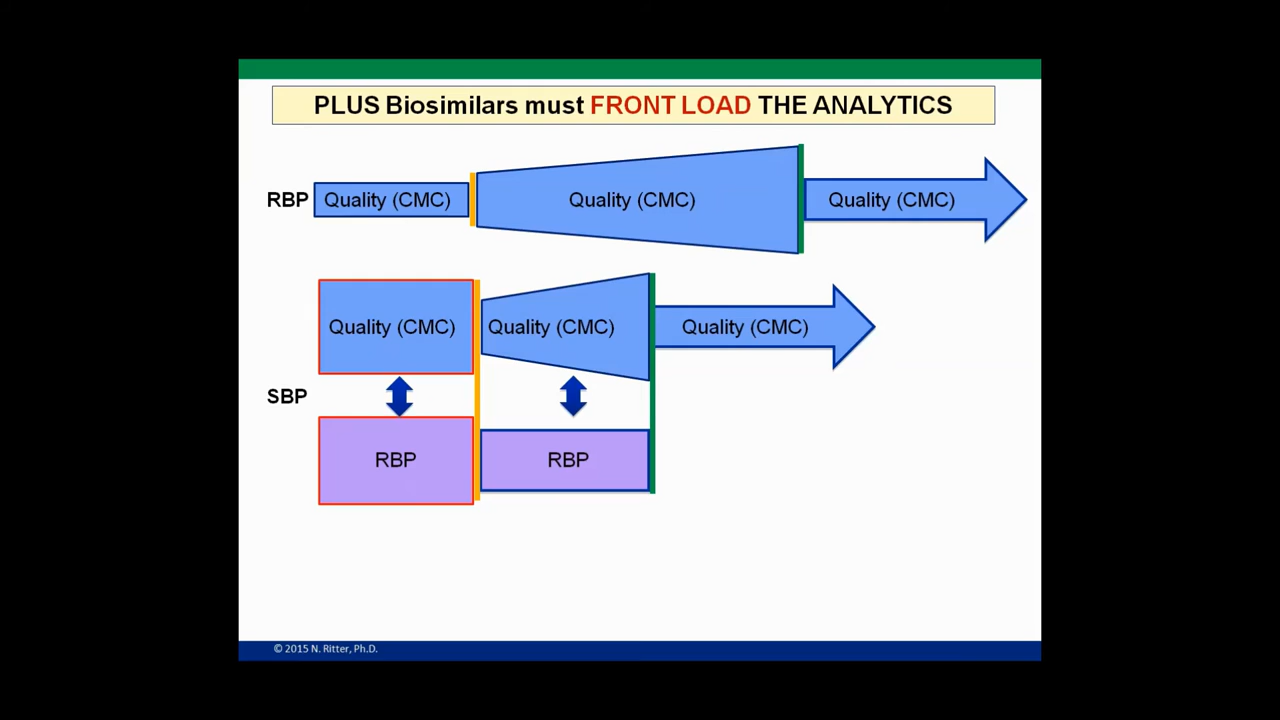 PLUS Biosimilars must FRONT LOAD THE ANALYTICS
RBP
Quality (CMC)
Quality (CMC)
Quality (CMC)
Quality (CMC)
Quality (CMC)
Quality (CMC)
SBP
RBP
RBP
© 2015 N. Ritter, Ph.D.